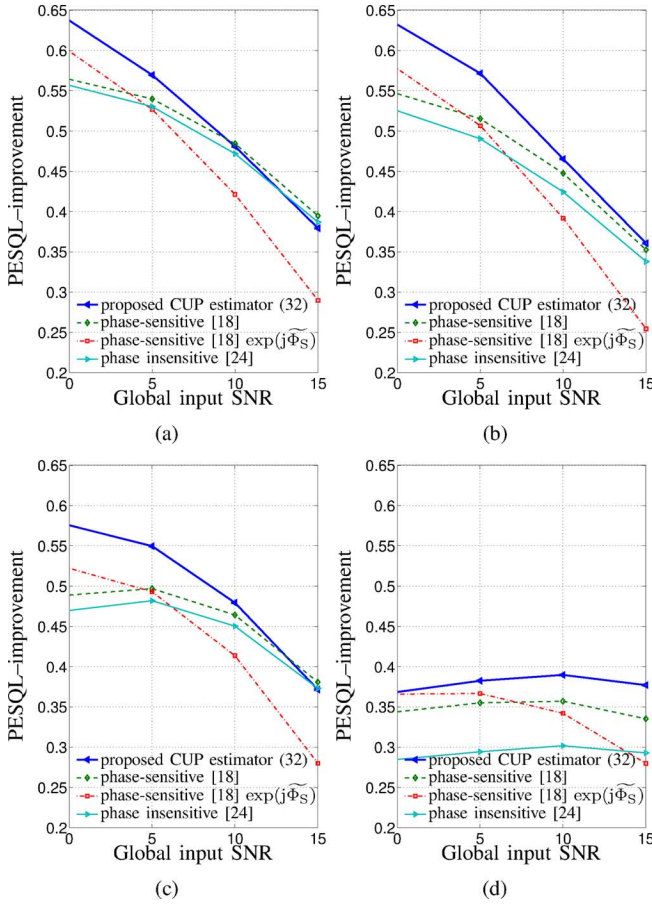 0.65
0.6
0.55
0.5
0.45
0.4
0.35
0.3
0.25
0.2
PESQL–improvement
proposed CUP estimator (32)
phase-sensitive [18]
phase-sensitive [18] exp(j\widetilde{Φ_S})
phase insensitive [24]
0 5 10 15
Global input SNR
(a)
0.65
0.6
0.55
0.5
0.45
0.4
0.35
0.3
0.25
0.2
PESQL–improvement
proposed CUP estimator (32)
phase-sensitive [18]
phase-sensitive [18] exp(j\widetilde{Φ_S})
phase insensitive [24]
0 5 10 15
Global input SNR
(b)
0.65
0.6
0.55
0.5
0.45
0.4
0.35
0.3
0.25
0.2
PESQL–improvement
proposed CUP estimator (32)
phase-sensitive [18]
phase-sensitive [18] exp(j\widetilde{Φ_S})
phase insensitive [24]
0 5 10 15
Global input SNR
(c)
0.65
0.6
0.55
0.5
0.45
0.4
0.35
0.3
0.25
0.2
PESQL–improvement
proposed CUP estimator (32)
phase-sensitive [18]
phase-sensitive [18] exp(j\widetilde{Φ_S})
phase insensitive [24]
0 5 10 15
Global input SNR
(d)